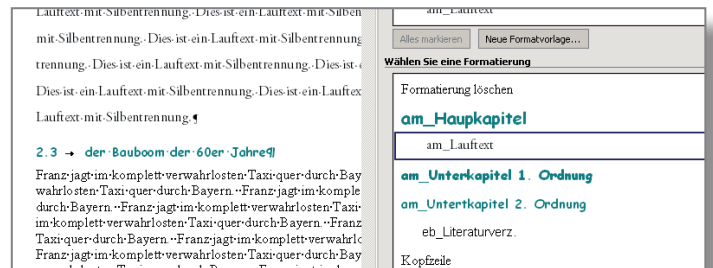 Lauftext·mit·Silbentrennung.·Dies·ist·ein·Lauftext·mit·Silben
mit·Silbentrennung.·Dies·ist·ein·Lauftext·mit·Silbentrennung
trennung.·Dies·ist·ein·Lauftext·mit·Silbentrennung.·Dies·ist·
Dies·ist·ein·Lauftext·mit·Silbentrennung.·Dies·ist·ein·Lauftex
Lauftext·mit·Silbentrennung.¶
2.3 → der·Bauboom·der·60er·Jahre¶
Franz·jagt·im·komplett·verwahrlosten·Taxi·quer·durch·Bay
wahrlosten·Taxi·quer·durch·Bayern.··Franz·jagt·im·komple
durch·Bayern.··Franz·jagt·im·komplett·verwahrlosten·Taxi·
im·komplett·verwahrlosten·Taxi·quer·durch·Bayern.··Franz
Taxi·quer·durch·Bayern.··Franz·jagt·im·komplett·verwahrlo
Franz·jagt·im·komplett·verwahrlosten·Taxi·quer·durch·Bay
am_Lauftext
Alles markieren Neue Formatvorlage...
Wählen Sie eine Formatierung
Formatierung löschen
am_Haupkapitel
am_Lauftext
am_Unterkapitel 1. Ordnung
am_Untertkapitel 2. Ordnung
eb_Literaturverz.
Kopfzeile